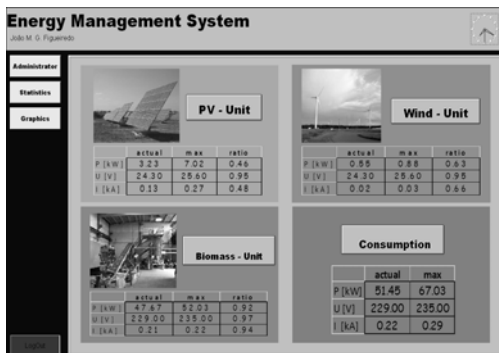 Energy Management System
João M. G. Figueiredo
Administrator
Statistics
Graphics
PV - Unit
actual max ratio
P [kW] 3.23 7.02 0.46
U [V] 24.30 25.60 0.95
I [kA] 0.13 0.27 0.48
Wind - Unit
actual max ratio
P [kW] 0.55 0.88 0.63
U [V] 24.30 25.60 0.95
I [kA] 0.02 0.03 0.66
Biomass - Unit
actual max ratio
P [kW] 47.67 52.03 0.92
U [V] 229.00 235.00 0.97
I [kA] 0.21 0.22 0.94
Consumption
actual max
P [kW] 51.45 67.03
U [V] 229.00 235.00
I [kA] 0.22 0.29